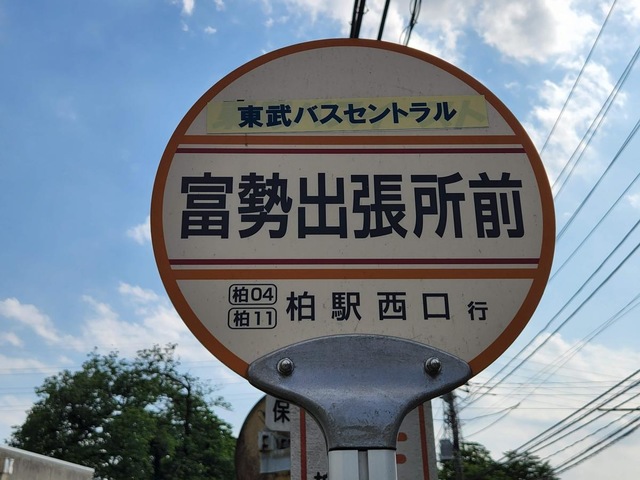 東武バスセントラル
富勢出張所前
柏04
柏11
柏駅西口 行
保